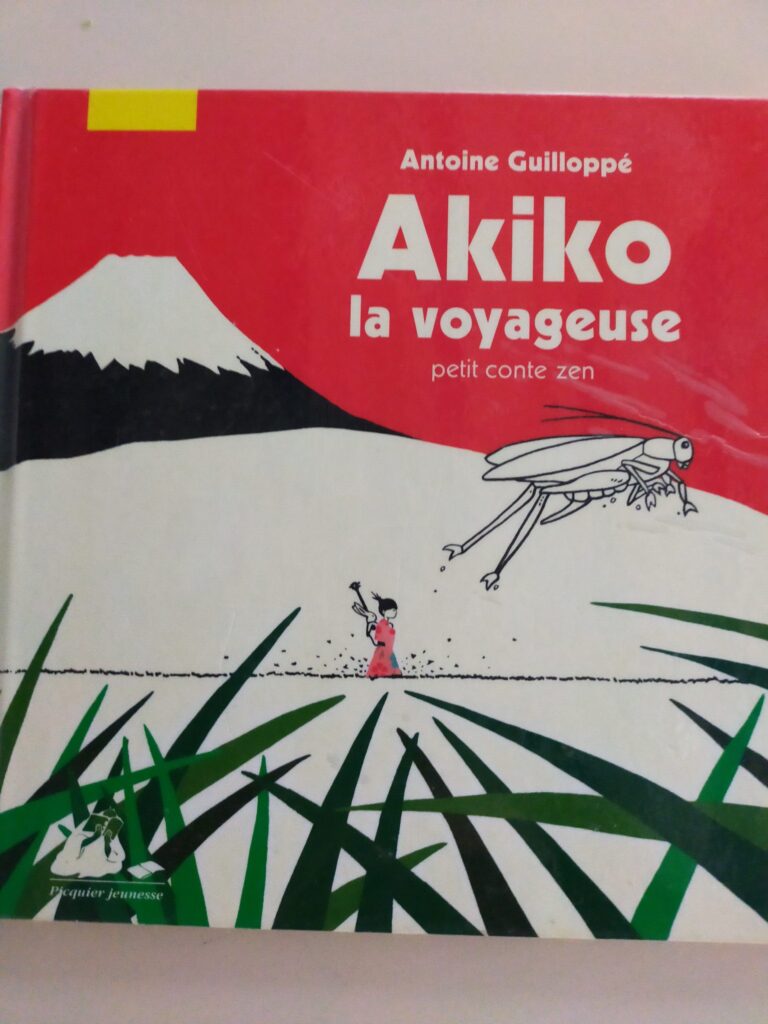 Antoine Guilloppé
Akiko
la voyageuse
petit conte zen
Picquier jeunesse